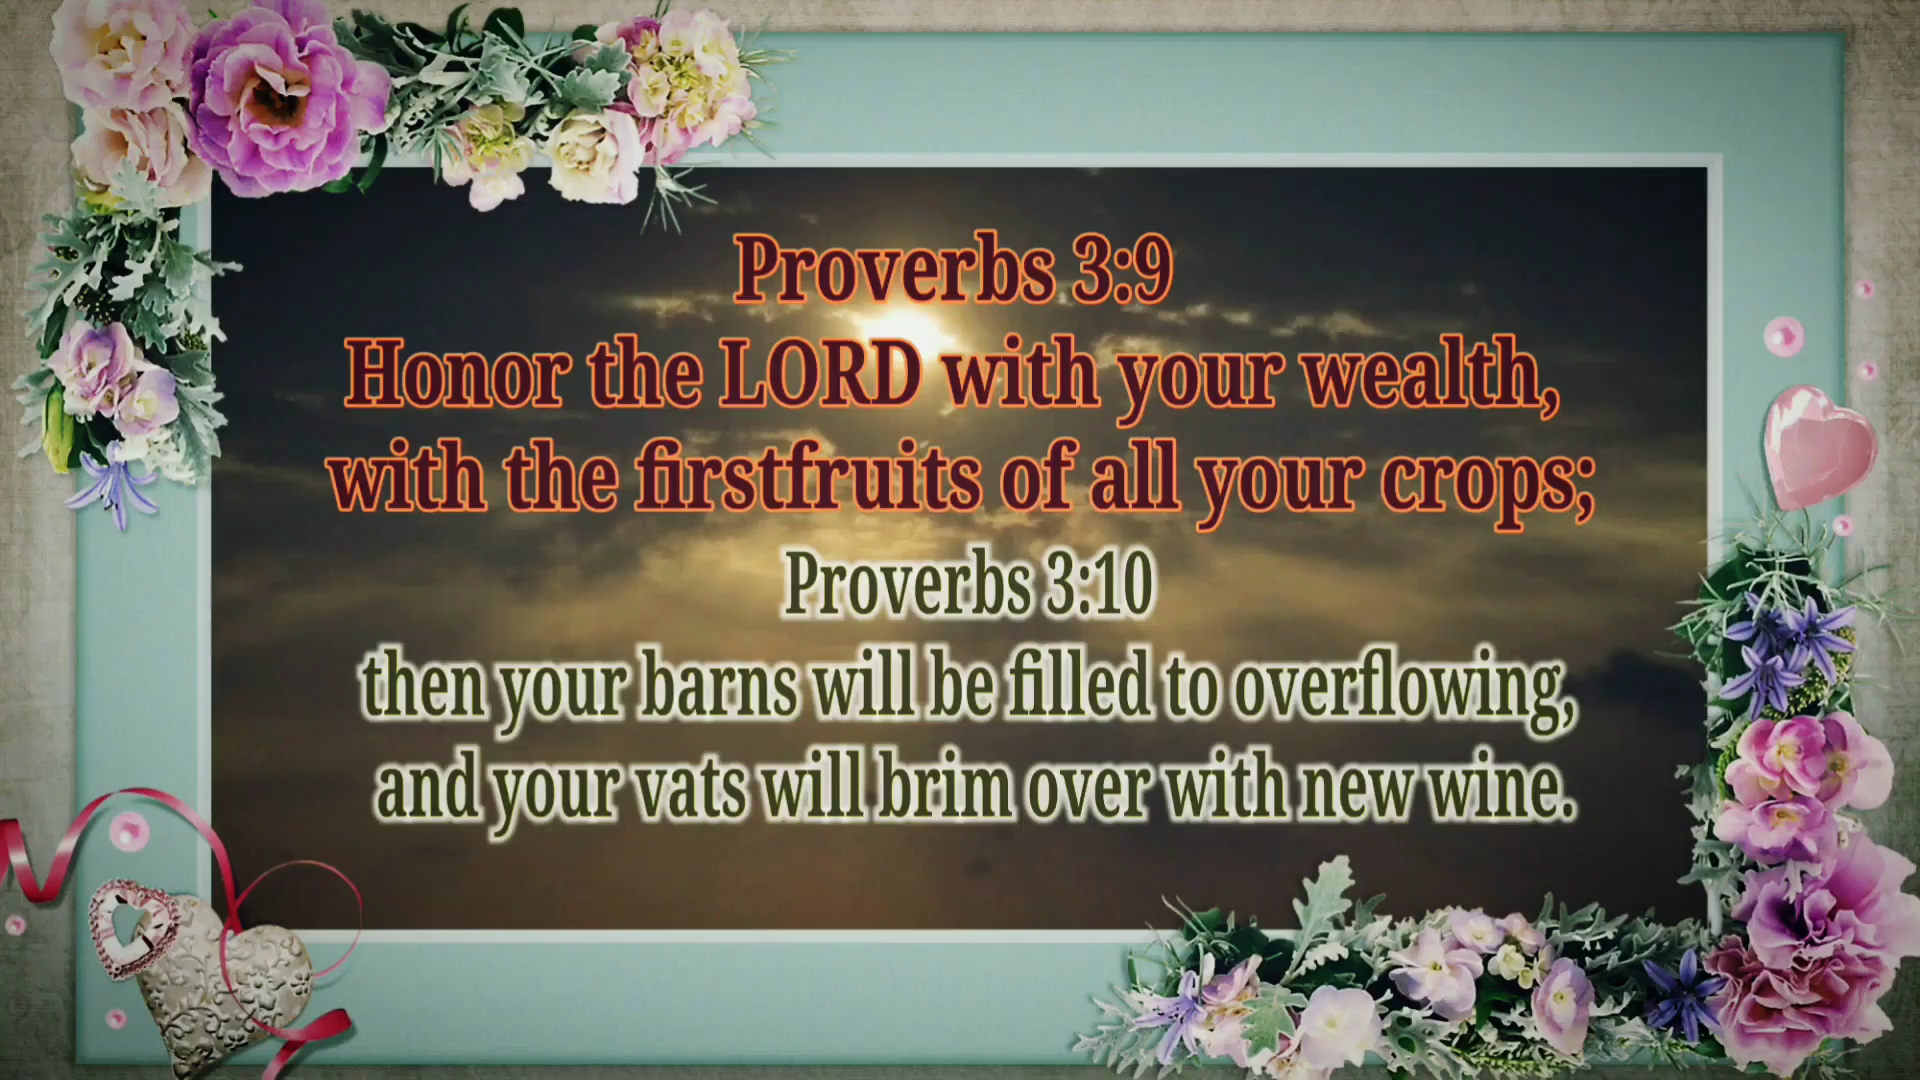 Proverbs 3:9
Honor the LORD with your wealth,
with the firstfruits of all your crops;
Proverbs 3:10
then your barns will be filled to overflowing,
and your vats will brim over with new wine.